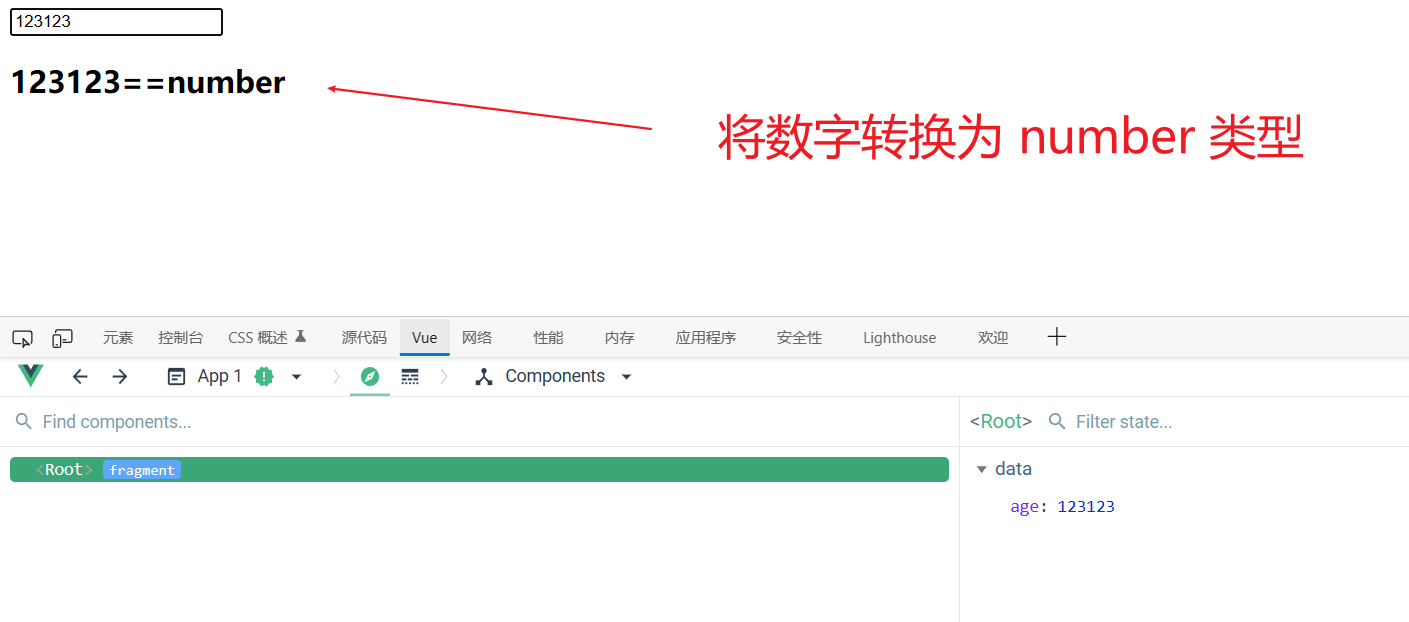 123123
123123==number
将数字转换为 number 类型
元素 控制台 CSS 概述 源代码 Vue 网络 性能 内存 应用程序 安全性 Lighthouse 欢迎
App 1 Components
Find components...
<Root> Filter state...
<Root> fragment
data
age: 123123